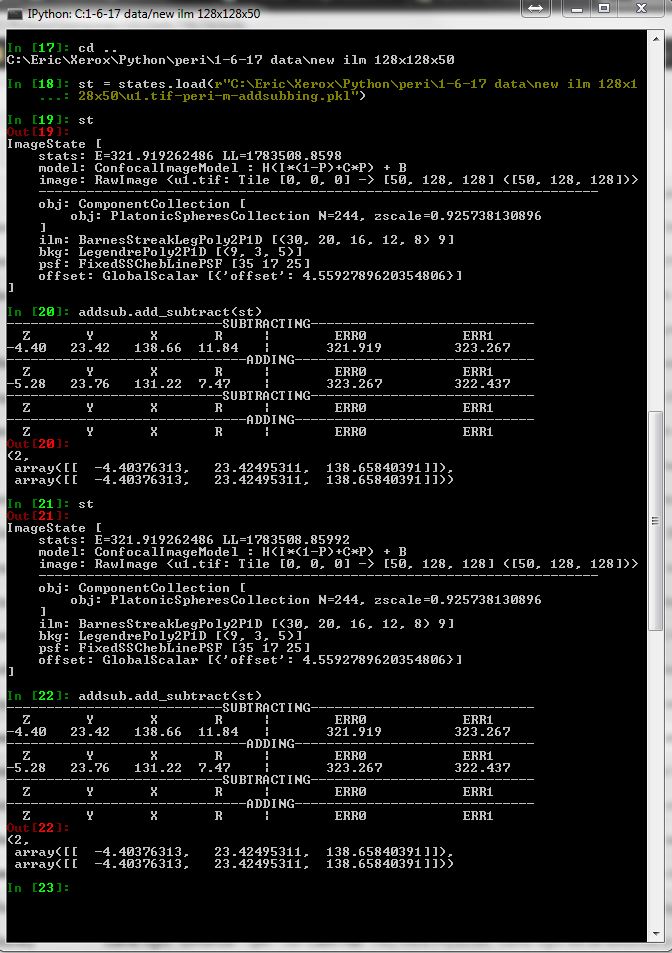 IPython: C:1-6-17 data/new ilm 128x128x50
In [17]: cd ..
C:\Eric\Xerox\Python\peri\1-6-17 data\new ilm 128x128x50
In [18]: st = states.load(r"C:\Eric\Xerox\Python\peri\1-6-17 data\new ilm 128x1
...: 28x50\u1.tif-peri-m-addsubbing.pkl")
In [19]: st
Out[19]:
ImageState [
stats: E=321.919262486 LL=1783508.8598
model: ConfocalImageModel : H(I*(1-P)+C*P) + B
image: RawImage <u1.tif: Tile [0, 0, 0] -> [50, 128, 128] ([50, 128, 128])>
----------------------------------------------------------------------
obj: ComponentCollection [
obj: PlatonicSpheresCollection N=244, zscale=0.925738130896
]
ilm: BarnesStreakLegPoly2P1D [(30, 20, 16, 12, 8) 9]
bkg: LegendrePoly2P1D [(9, 3, 5)]
psf: FixedSSChebLinePSF [35 17 25]
offset: GlobalScalar [{'offset': 4.5592789620354806}]
]
In [20]: addsub.add_subtract(st)
---------------------------SUBTRACTING----------------------------
Z Y X R ¦ ERR0 ERR1
-4.40 23.42 138.66 11.84 ¦ 321.919 323.267
------------------------------ADDING------------------------------
Z Y X R ¦ ERR0 ERR1
-5.28 23.76 131.22 7.47 ¦ 323.267 322.437
---------------------------SUBTRACTING----------------------------
Z Y X R ¦ ERR0 ERR1
------------------------------ADDING------------------------------
Z Y X R ¦ ERR0 ERR1
Out[20]:
(2,
array([[ -4.40376313, 23.42495311, 138.65840391]]),
array([[ -4.40376313, 23.42495311, 138.65840391]]))
In [21]: st
Out[21]:
ImageState [
stats: E=321.919262486 LL=1783508.85992
model: ConfocalImageModel : H(I*(1-P)+C*P) + B
image: RawImage <u1.tif: Tile [0, 0, 0] -> [50, 128, 128] ([50, 128, 128])>
----------------------------------------------------------------------
obj: ComponentCollection [
obj: PlatonicSpheresCollection N=244, zscale=0.925738130896
]
ilm: BarnesStreakLegPoly2P1D [(30, 20, 16, 12, 8) 9]
bkg: LegendrePoly2P1D [(9, 3, 5)]
psf: FixedSSChebLinePSF [35 17 25]
offset: GlobalScalar [{'offset': 4.5592789620354806}]
]
In [22]: addsub.add_subtract(st)
---------------------------SUBTRACTING----------------------------
Z Y X R ¦ ERR0 ERR1
-4.40 23.42 138.66 11.84 ¦ 321.919 323.267
------------------------------ADDING------------------------------
Z Y X R ¦ ERR0 ERR1
-5.28 23.76 131.22 7.47 ¦ 323.267 322.437
---------------------------SUBTRACTING----------------------------
Z Y X R ¦ ERR0 ERR1
------------------------------ADDING------------------------------
Z Y X R ¦ ERR0 ERR1
Out[22]:
(2,
array([[ -4.40376313, 23.42495311, 138.65840391]]),
array([[ -4.40376313, 23.42495311, 138.65840391]]))
In [23]: